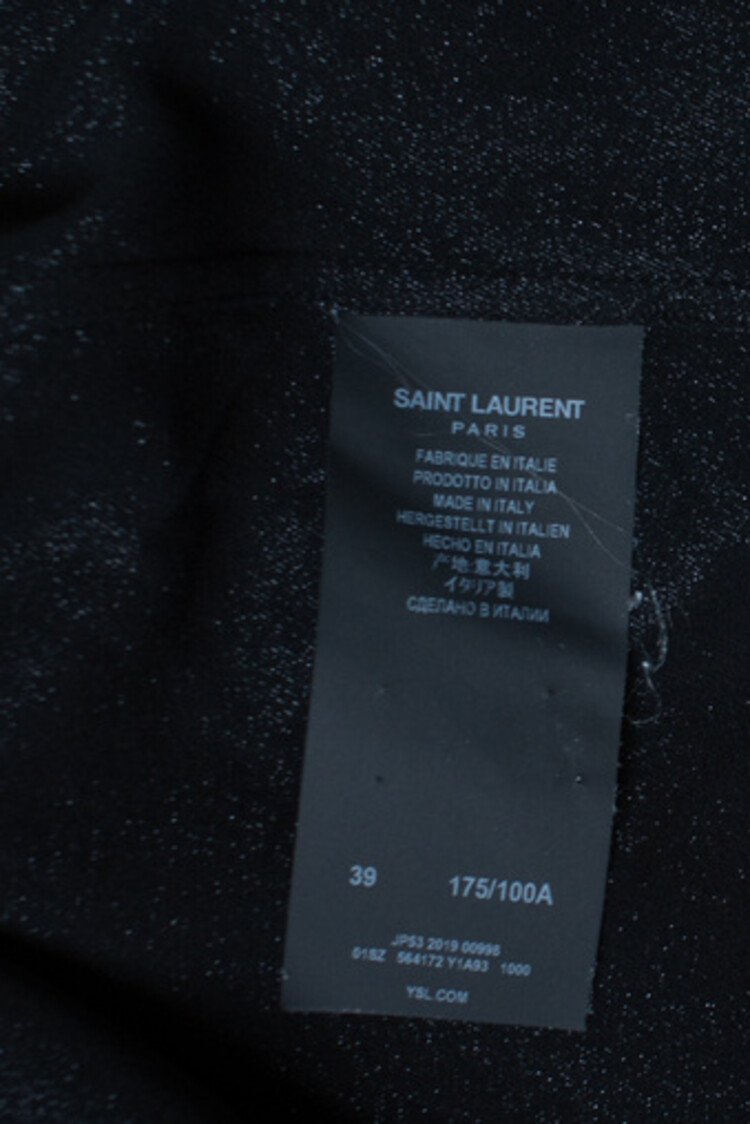 SAINT LAURENT
PARIS
FABRIQUE EN ITALIE
PRODOTTO IN ITALIA
MADE IN ITALY
HERGESTELLT IN ITALIEN
HECHO EN ITALIA
产地:意大利
イタリア製
СДЕЛАНО В ИТАЛИИ
39 175/100A
JPS3 2019 00998
01SZ 564172 Y1A93 1000
YSL.COM